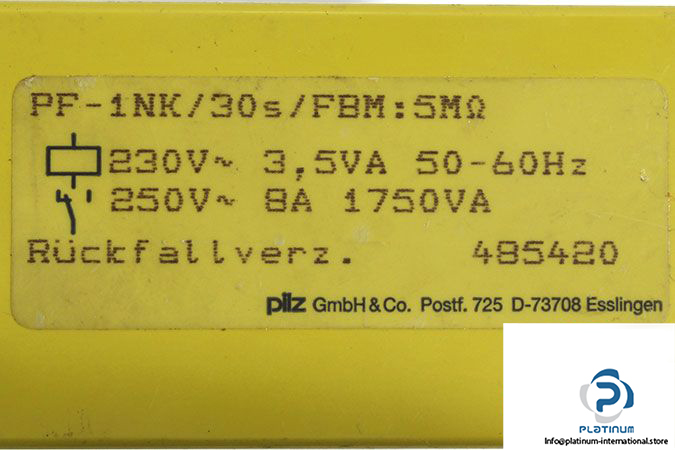 PF-1NK/30s/FBM:5MΩ
230V~ 3,5VA 50-60Hz
250V~ 8A 1750VA
Rückfallverz. 485420
pilz GmbH & Co. Postf. 725 D-73708 Esslingen
PLATINUM
info@platinum-international.store